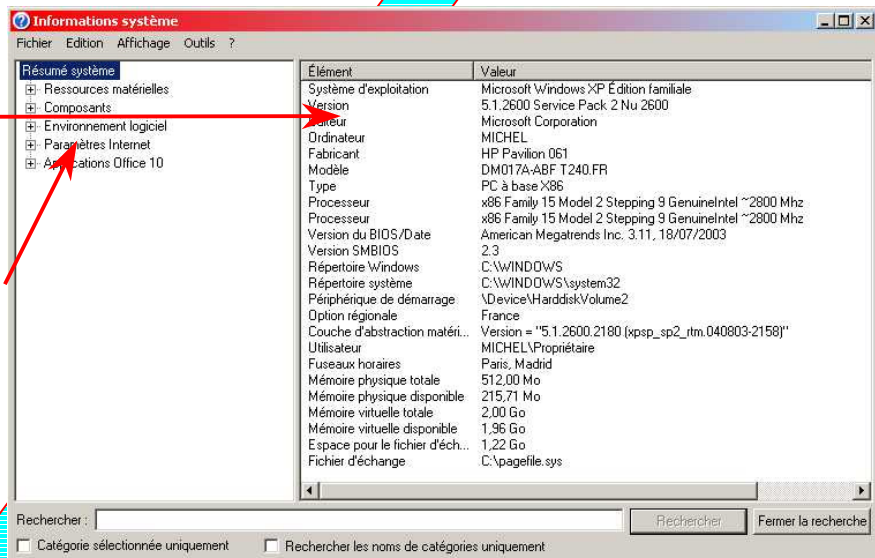 Informations système
Fichier Edition Affichage Outils ?
Résumé système
Ressources matérielles
Composants
Environnement logiciel
Paramètres Internet
Applications Office 10
Élément Valeur
Système d'exploitation Microsoft Windows XP Édition familiale
Version 5.1.2600 Service Pack 2 Nu 2600
Éditeur Microsoft Corporation
Ordinateur MICHEL
Fabricant HP Pavilion 061
Modèle DM017A-ABF T240.FR
Type PC à base X86
Processeur x86 Family 15 Model 2 Stepping 9 GenuineIntel ~2800 Mhz
Processeur x86 Family 15 Model 2 Stepping 9 GenuineIntel ~2800 Mhz
Version du BIOS/Date American Megatrends Inc. 3.11, 18/07/2003
Version SMBIOS 2.3
Répertoire Windows C:\WINDOWS
Répertoire système C:\WINDOWS\system32
Périphérique de démarrage \Device\HarddiskVolume2
Option régionale France
Couche d'abstraction matéri... Version = "5.1.2600.2180 (xpsp_sp2_rtm.040803-2158)"
Utilisateur MICHEL\Propriétaire
Fuseaux horaires Paris, Madrid
Mémoire physique totale 512,00 Mo
Mémoire physique disponible 215,71 Mo
Mémoire virtuelle totale 2,00 Go
Mémoire virtuelle disponible 1,96 Go
Espace pour le fichier d'éch... 1,22 Go
Fichier d'échange C:\pagefile.sys
Rechercher : Rechercher Fermer la recherche
Catégorie sélectionnée uniquement Rechercher les noms de catégories uniquement